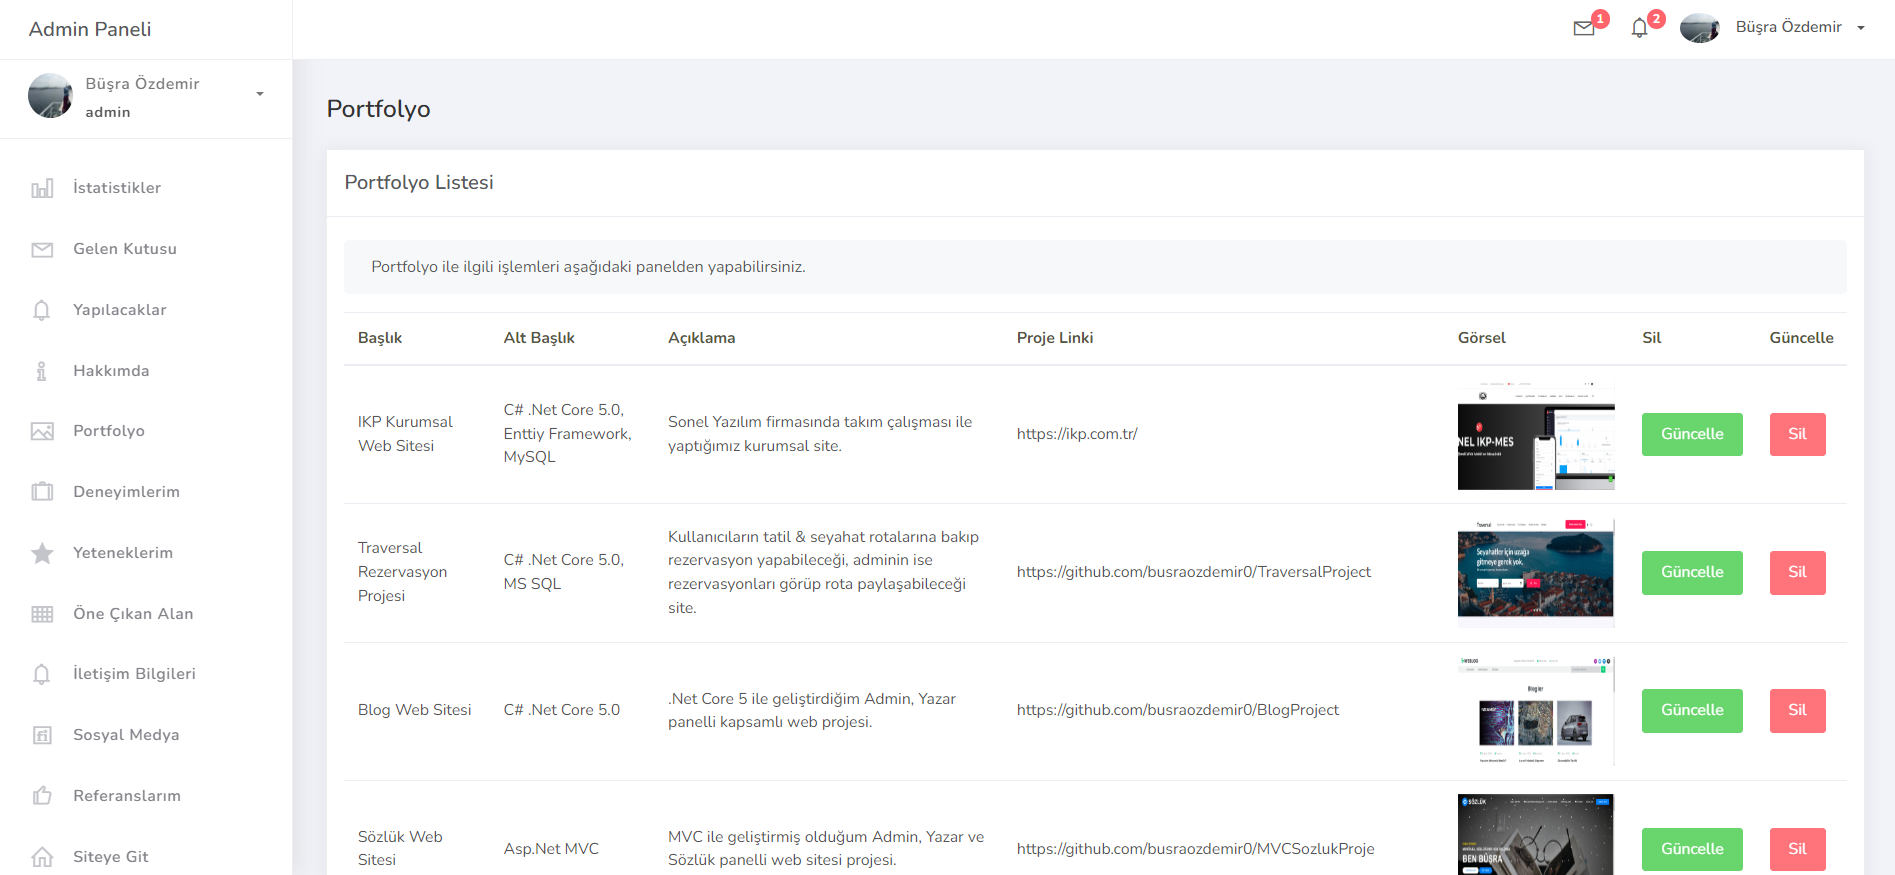 Admin Paneli
1
2
Büşra Özdemir
Büşra Özdemir
admin
İstatistikler
Gelen Kutusu
Yapılacaklar
Hakkımda
Portfolyo
Deneyimlerim
Yeteneklerim
Öne Çıkan Alan
İletişim Bilgileri
Sosyal Medya
Referanslarım
Siteye Git
Portfolyo
Portfolyo Listesi
Portfolyo ile ilgili işlemleri aşağıdaki panelden yapabilirsiniz.
Başlık Alt Başlık Açıklama Proje Linki Görsel Sil Güncelle
IKP Kurumsal
Web Sitesi
C# .Net Core 5.0,
Enttiy Framework,
MySQL
Sonel Yazılım firmasında takım çalışması ile
yaptığımız kurumsal site.
https://ikp.com.tr/
NEL IKP-MES
Güncelle
Sil
Traversal
Rezervasyon
Projesi
C# .Net Core 5.0,
MS SQL
Kullanıcıların tatil & seyahat rotalarına bakıp
rezervasyon yapabileceği, adminin ise
rezervasyonları görüp rota paylaşabileceği
site.
https://github.com/busraozdemir0/TraversalProject
Traversal
Seyahatler için uzağa
gitmeye gerek yok.
Güncelle
Sil
Blog Web Sitesi
C# .Net Core 5.0
.Net Core 5 ile geliştirdiğim Admin, Yazar
panelli kapsamlı web projesi.
https://github.com/busraozdemir0/BlogProject
Bloglar
Güncelle
Sil
Sözlük Web
Sitesi
Asp.Net MVC
MVC ile geliştirmiş olduğum Admin, Yazar ve
Sözlük panelli web sitesi projesi.
https://github.com/busraozdemir0/MVCSozlukProje
SÖZLÜK
BEN BÜŞRA
Güncelle
Sil